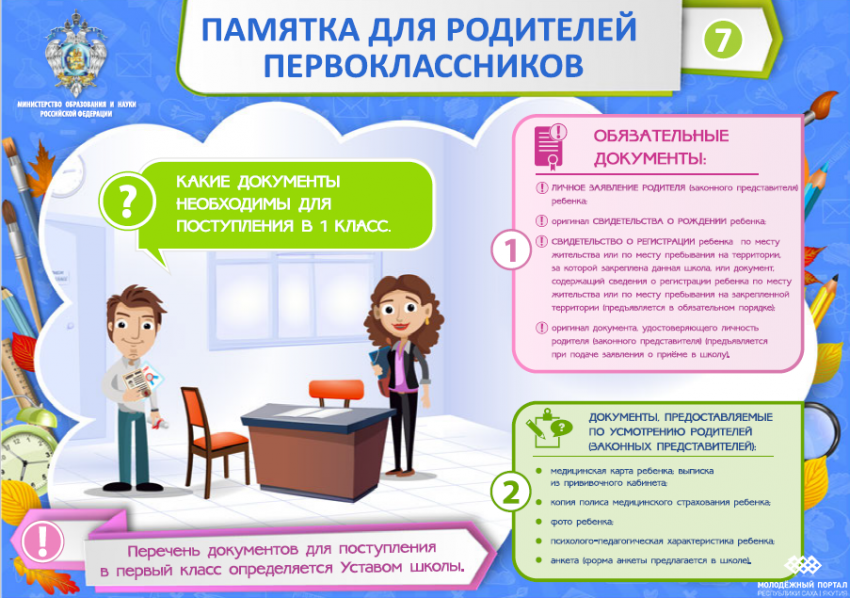 ПАМЯТКА ДЛЯ РОДИТЕЛЕЙ
ПЕРВОКЛАССНИКОВ
7
МИНИСТЕРСТВО ОБРАЗОВАНИЯ И НАУКИ
РОССИЙСКОЙ ФЕДЕРАЦИИ
?
КАКИЕ ДОКУМЕНТЫ
НЕОБХОДИМЫ ДЛЯ
ПОСТУПЛЕНИЯ В 1 КЛАСС.
1
ОБЯЗАТЕЛЬНЫЕ
ДОКУМЕНТЫ:
ЛИЧНОЕ ЗАЯВЛЕНИЕ РОДИТЕЛЯ (законного представителя)
ребенка;
оригинал СВИДЕТЕЛЬСТВА О РОЖДЕНИИ ребенка;
СВИДЕТЕЛЬСТВО О РЕГИСТРАЦИИ ребенка по месту
жительства или по месту пребывания на территории,
за которой закреплена данная школа, или документ,
содержащий сведения о регистрации ребенка по месту
жительства или по месту пребывания на закрепленной
территории (предъявляется в обязательном порядке);
оригинал документа, удостоверяющего личность
родителя (законного представителя) (предъявляется
при подаче заявления о приёме в школу).
2
ДОКУМЕНТЫ, ПРЕДОСТАВЛЯЕМЫЕ
ПО УСМОТРЕНИЮ РОДИТЕЛЕЙ
(ЗАКОННЫХ ПРЕДСТАВИТЕЛЕЙ):
• медицинская карта ребенка; выписка
из прививочного кабинета;
• копия полиса медицинского страхования ребенка;
• фото ребенка;
• психолого-педагогическая характеристика ребенка;
• анкета (форма анкеты предлагается в школе).
!
Перечень документов для поступления
в первый класс определяется Уставом школы.
МОЛОДЁЖНЫЙ ПОРТАЛ
РЕСПУБЛИКИ САХА (ЯКУТИЯ)